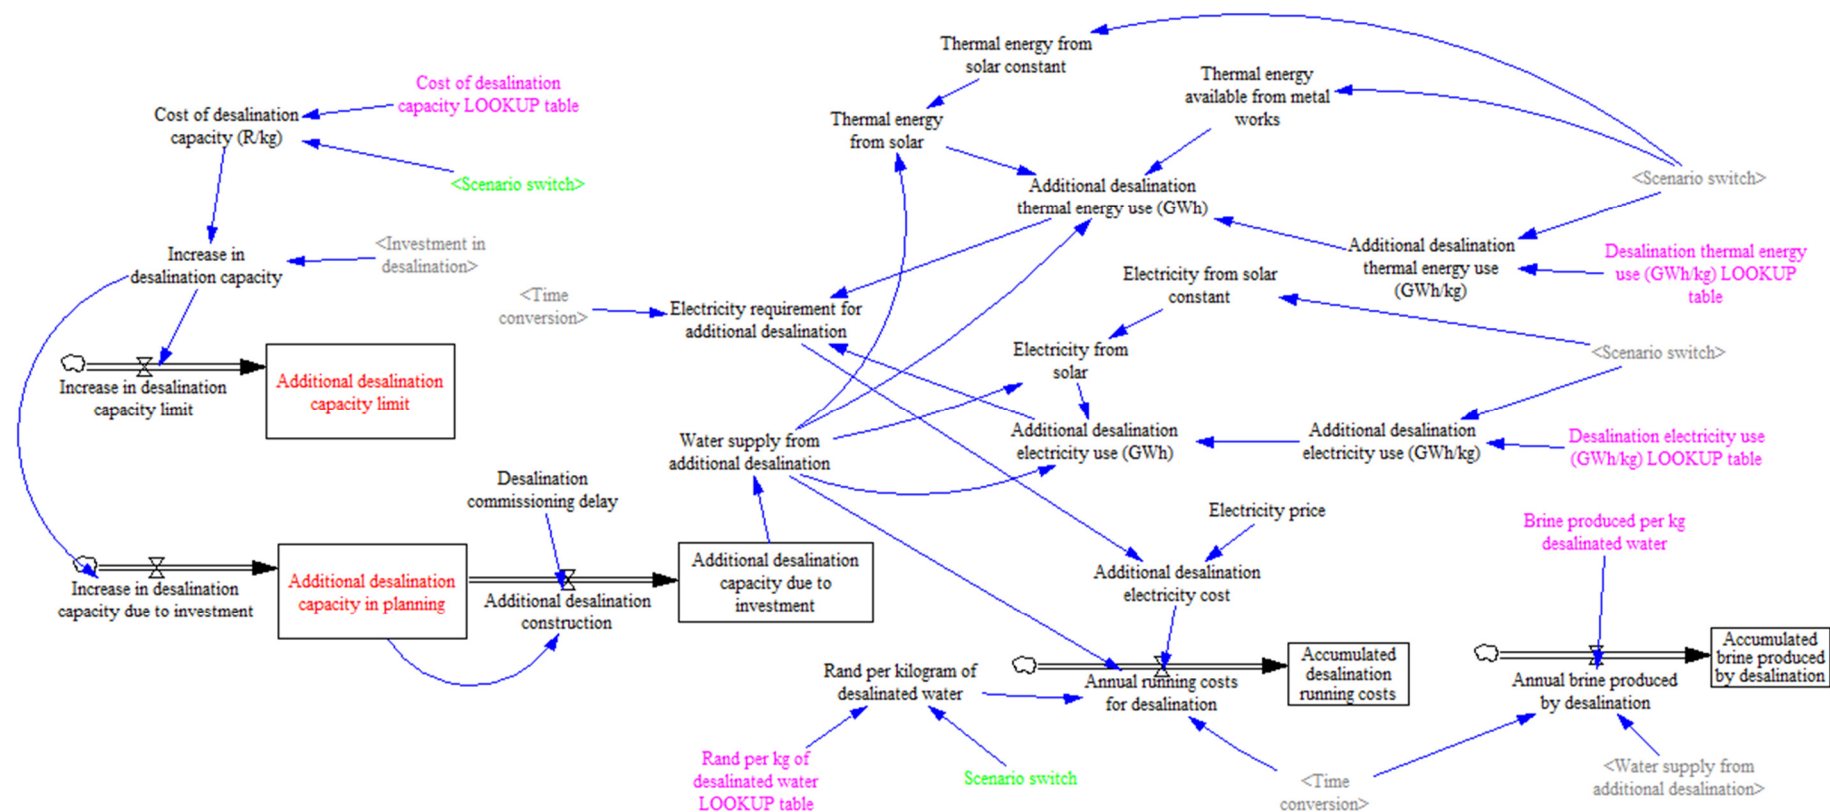 Thermal energy from
solar constant
Cost of desalination
capacity LOOKUP table
Thermal energy
available from metal
works
Cost of desalination
capacity (R/kg)
Thermal energy
from solar
<Scenario switch>
<Scenario switch>
Additional desalination
thermal energy use (GWh)
Increase in
desalination capacity
<Investment in
desalination>
Additional desalination
thermal energy use
(GWh/kg)
Desalination thermal energy
use (GWh/kg) LOOKUP
table
Electricity from solar
constant
<Time
conversion>
Electricity requirement for
additional desalination
Electricity from
solar
<Scenario switch>
Increase in desalination
capacity limit
Additional desalination
capacity limit
Water supply from
additional desalination
Additional desalination
electricity use (GWh)
Additional desalination
electricity use (GWh/kg)
Desalination electricity use
(GWh/kg) LOOKUP table
Desalination
commissioning delay
Electricity price
Brine produced per kg
desalinated water
Increase in desalination
capacity due to investment
Additional desalination
capacity in planning
Additional desalination
construction
Additional desalination
capacity due to
investment
Additional desalination
electricity cost
Rand per kilogram of
desalinated water
Annual running costs
for desalination
Accumulated
desalination
running costs
Annual brine produced
by desalination
Accumulated
brine produced
by desalination
Rand per kg of
desalinated water
LOOKUP table
Scenario switch
<Time
conversion>
<Water supply from
additional desalination>